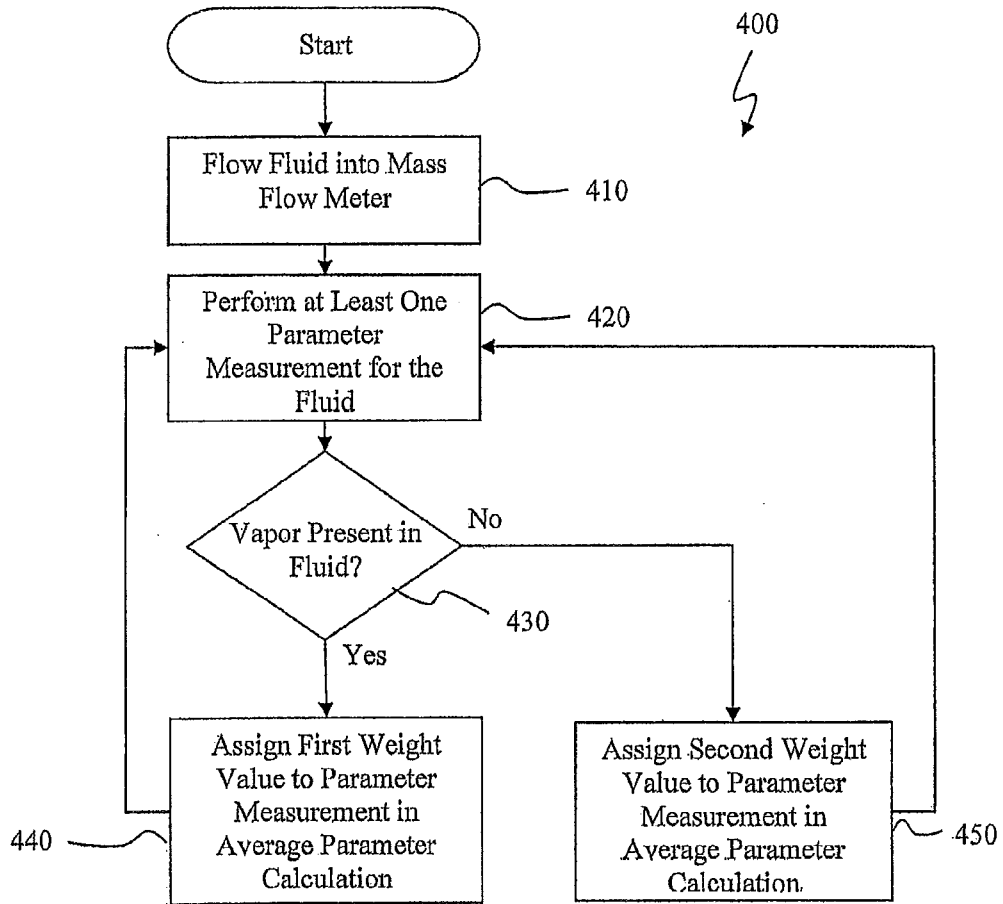 Start
400
Flow Fluid into Mass
Flow Meter
410
Perform at Least One
Parameter
Measurement for the
Fluid
420
Vapor Present in
Fluid?
No
430
Yes
Assign First Weight
Value to Parameter
Measurement in
Average Parameter
Calculation
440
Assign Second Weight
Value to Parameter
Measurement in
Average Parameter
Calculation
450